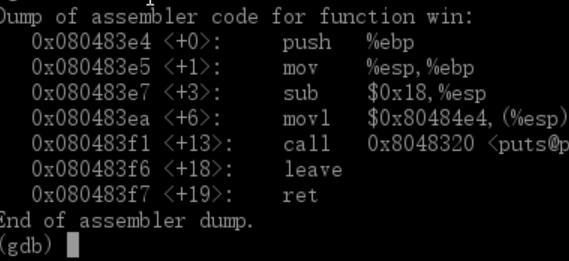 Dump of assembler code for function win:
0x080483e4 <+0>: push %ebp
0x080483e5 <+1>: mov %esp,%ebp
0x080483e7 <+3>: sub $0x18,%esp
0x080483ea <+6>: movl $0x80484e4,(%esp)
0x080483f1 <+13>: call 0x8048320 <puts@p
0x080483f6 <+18>: leave
0x080483f7 <+19>: ret
End of assembler dump.
(gdb)